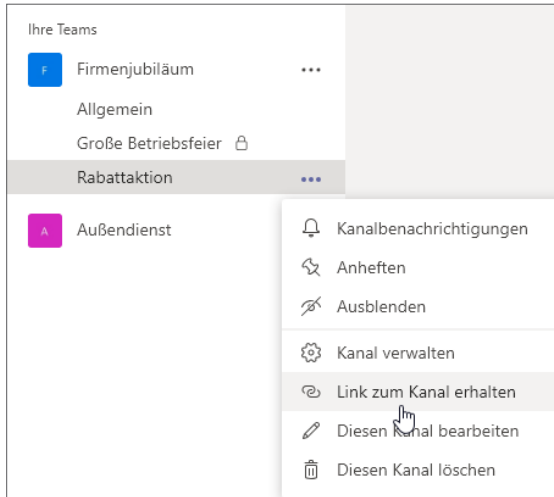 Ihre Teams
F Firmenjubiläum ...
Allgemein
Große Betriebsfeier
Rabattaktion ...
A Außendienst
Kanalbenachrichtigungen
Anheften
Ausblenden
Kanal verwalten
Link zum Kanal erhalten
Diesen Kanal bearbeiten
Diesen Kanal löschen